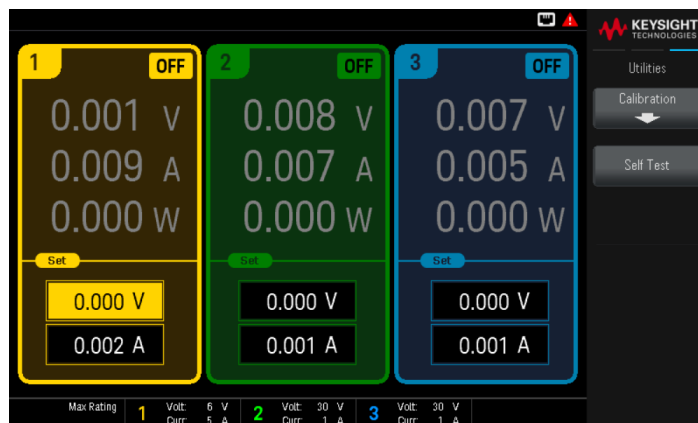 KEYSIGHT
TECHNOLOGIES
Utilities
Calibration
Self Test
1 OFF
0.001 V
0.009 A
0.000 W
Set
0.000 V
0.002 A
2 OFF
0.008 V
0.007 A
0.000 W
Set
0.000 V
0.001 A
3 OFF
0.007 V
0.005 A
0.000 W
Set
0.000 V
0.001 A
Max Rating 1 Volt: 6 V 2 Volt: 30 V 3 Volt: 30 V
Curr: 5 A Curr: 1 A Curr: 1 A